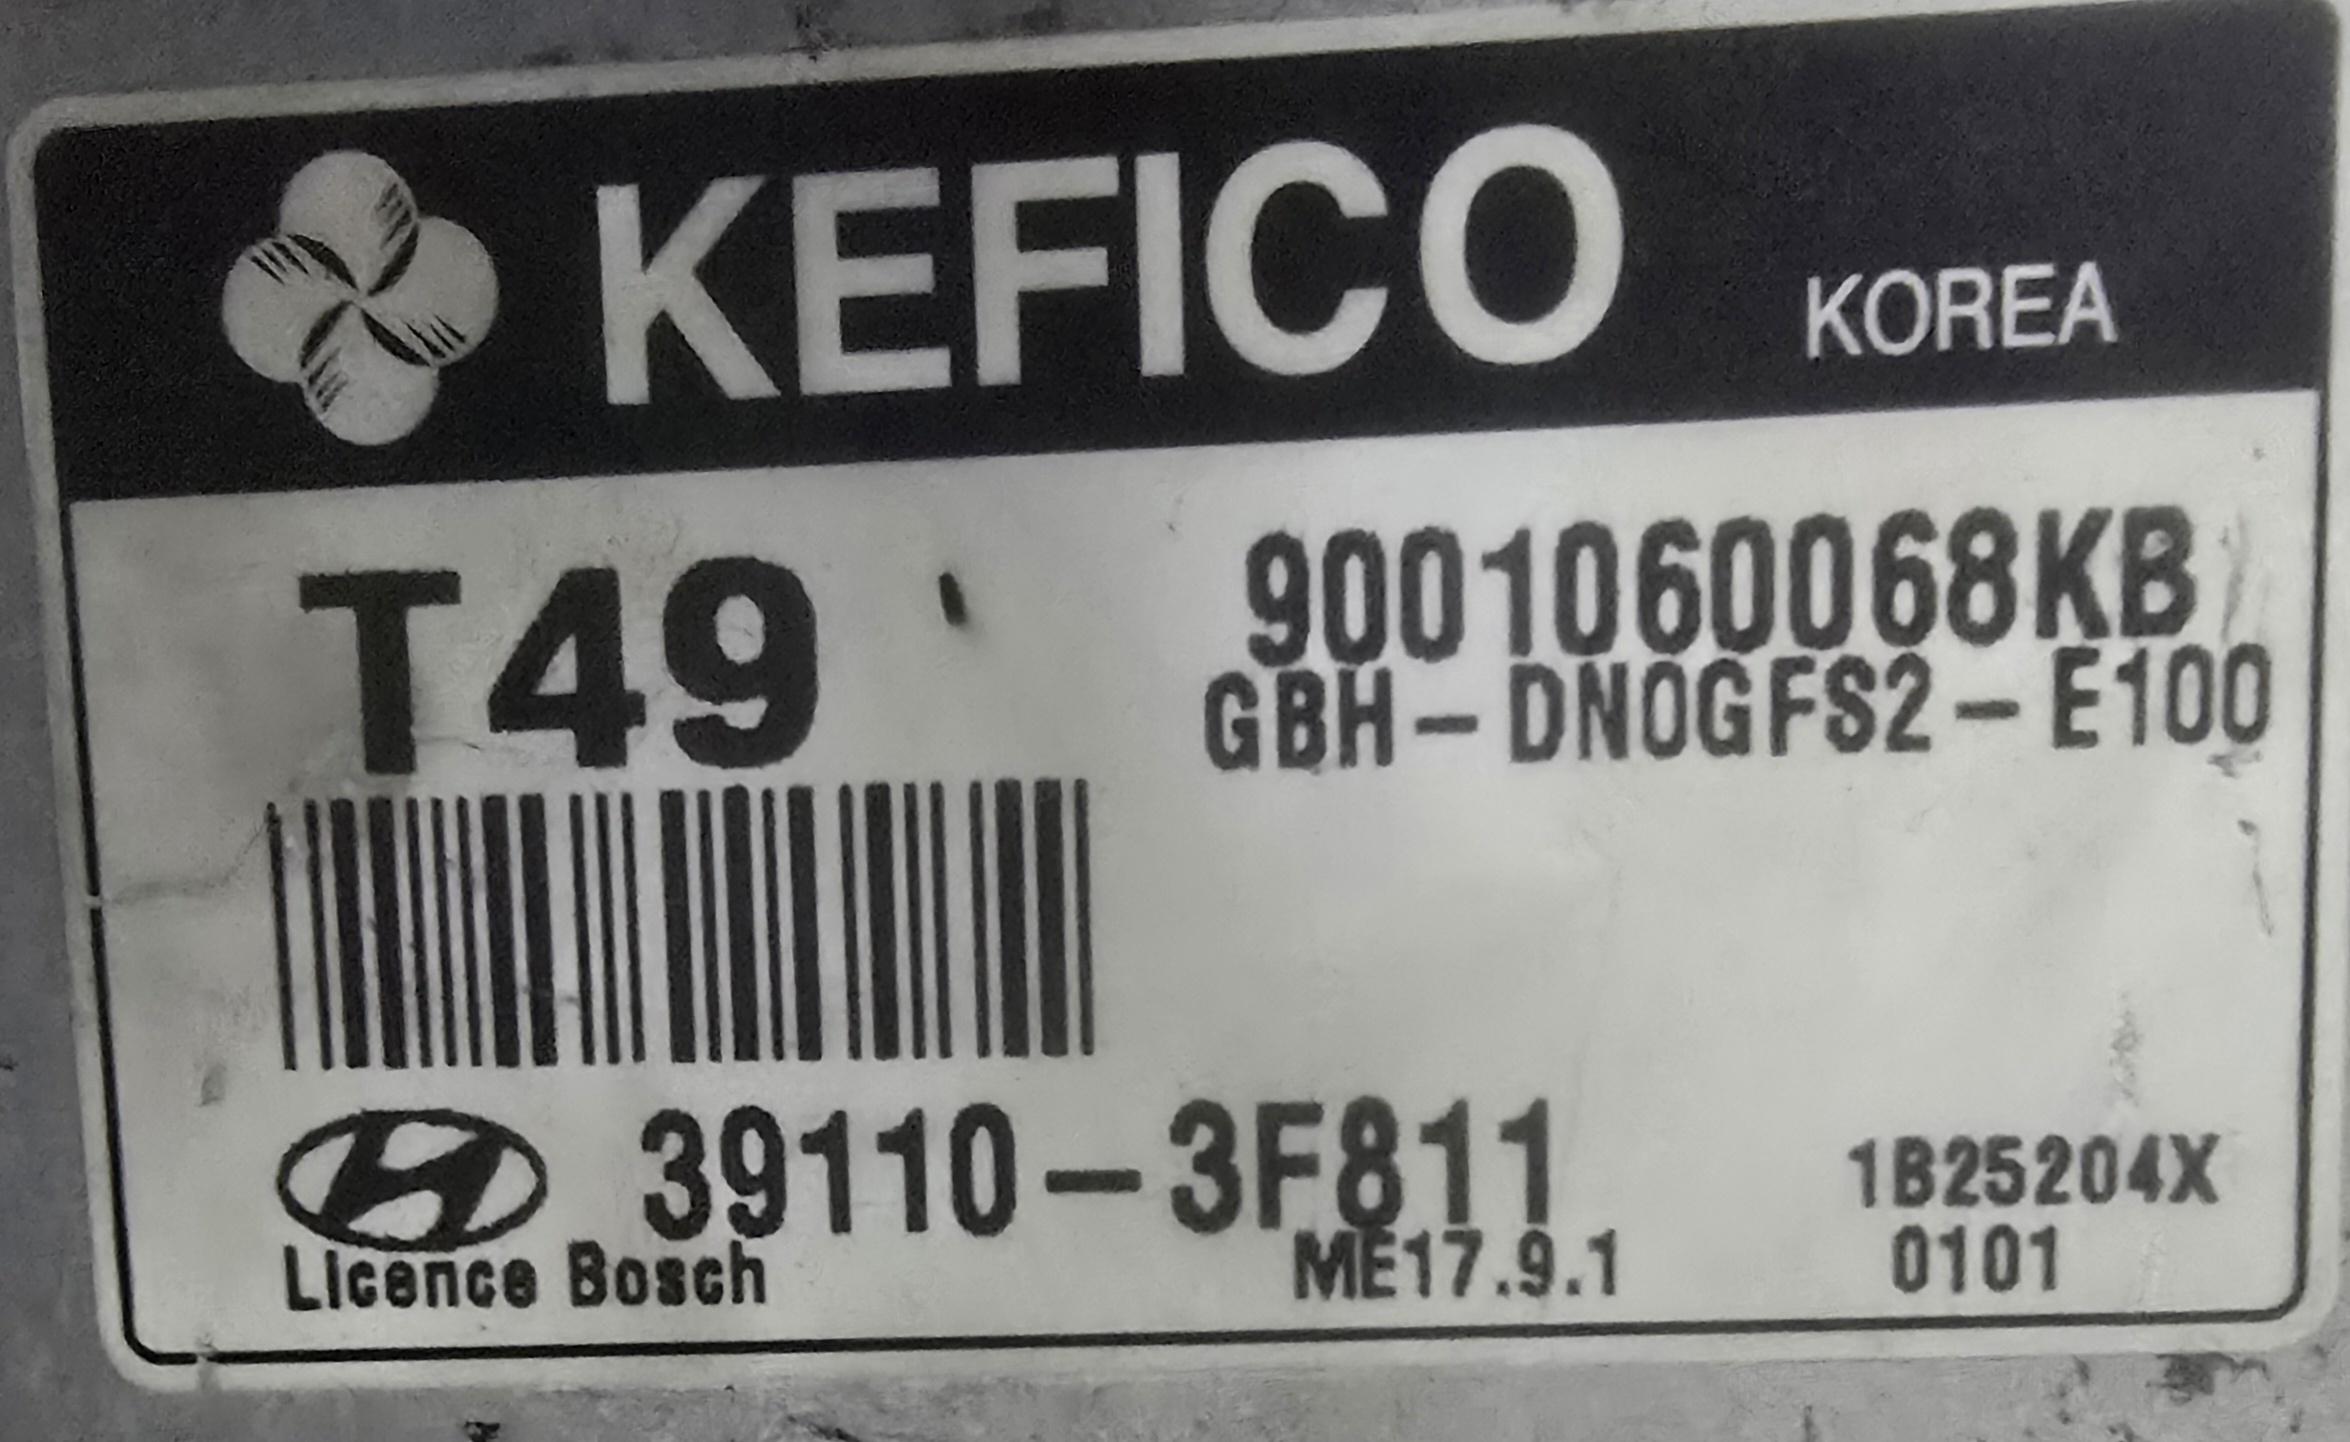 KEFICO KOREA
T49
9001060068KB
GBH-DN0GFS2-E100
39110-3F811
1B25204X
Licence Bosch
ME17.9.1
0101